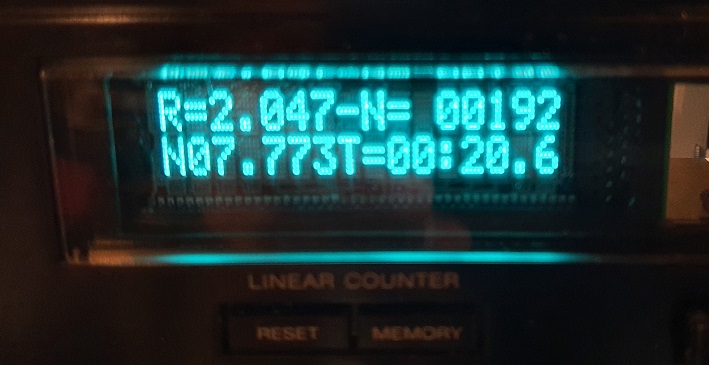 R=2.047-N= 00192
N07.773T=00:20.6
LINEAR COUNTER
RESET MEMORY